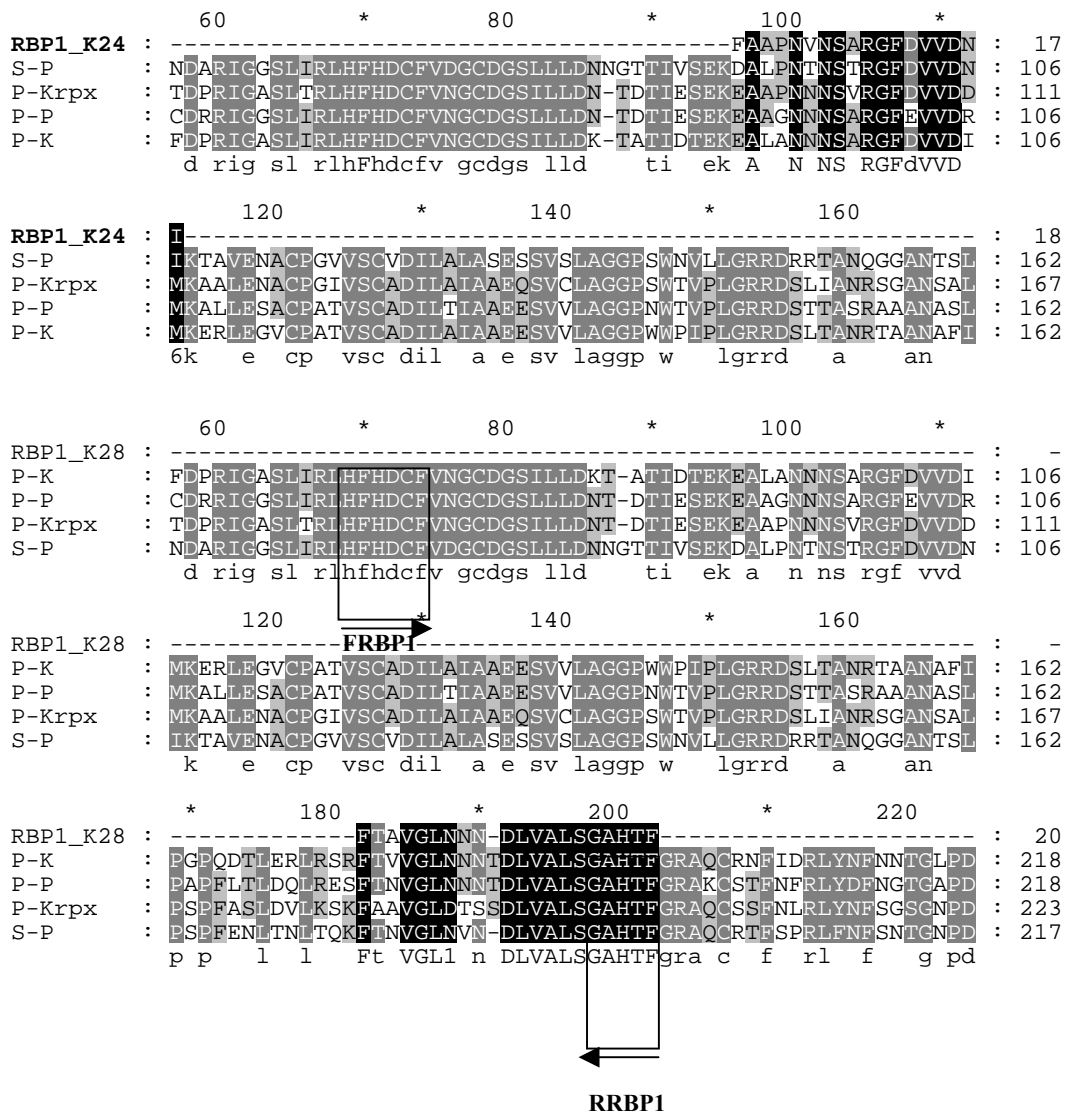 60 * 80 * 100 *
RBP1_K24 : ----------------------------------------FAAPNVNSARGFDVVDN : 17
S-P : NDARIGGSLIRLHFHDCFVDGCDGSLLLDNNGTTIVSEKDALPNTNSTRGFDVVDN : 106
P-Krpx : TDPRIGASLTRLHFHDCFVNGCDGSILLDN-TDTIESEKEAAPNNNSVRGFDVVDD : 111
P-P : CDRRIGGSLIRLHFHDCFVNGCDGSILLDN-TDTIESEKEAAGNNNSARGFEVVDR : 106
P-K : FDPRIGASLIRLHFHDCFVNGCDGSILLDK-TATIDTEKEALANNNSARGFDVVDI : 106
d rig sl rlhFhdcfv gcdgs lld ti ek A N NS RGFdVVD
120 * 140 * 160
RBP1_K24 : I------------------------------------------------------- : 18
S-P : IKTAVENACPGVVSCVDILALASESSVSLAGGPSWNVLLGRRDRRTANQGGANTSL : 162
P-Krpx : MKAALENACPGIVSCADILAIAAEQSVCLAGGPSWTVPLGRRDSLIANRSGANSAL : 167
P-P : MKALLESACPATVSCADILTIAAEESVVLAGGPNWTVPLGRRDSTTASRAAANASL : 162
P-K : MKERLEGVCPATVSCADILAIAAEESVVLAGGPWWPIPLGRRDSLTANRTAANAFI : 162
6k e cp vsc dil a e sv laggp w lgrrd a an
60 * 80 * 100 *
RBP1_K28 : -------------------------------------------------------- : -
P-K : FDPRIGASLIRLHFHDCFVNGCDGSILLDKT-ATIDTEKEALANNNSARGFDVVDI : 106
P-P : CDRRIGGSLIRLHFHDCFVNGCDGSILLDNT-DTIESEKEAAGNNNSARGFEVVDR : 106
P-Krpx : TDPRIGASLTRLHFHDCFVNGCDGSILLDNT-DTIESEKEAAPNNNSVRGFDVVDD : 111
S-P : NDARIGGSLIRLHFHDCFVDGCDGSLLLDNNGTTIVSEKDALPNTNSTRGFDVVDN : 106
d rig sl rlhfhdcfv gcdgs lld ti ek a n ns rgf vvd
120 * 140 * 160
FRBP1
RBP1_K28 : -------------------------------------------------------- : -
P-K : MKERLEGVCPATVSCADILAIAAEESVVLAGGPWWPIPLGRRDSLTANRTAANAFI : 162
P-P : MKALLESACPATVSCADILTIAAEESVVLAGGPNWTVPLGRRDSTTASRAAANASL : 162
P-Krpx : MKAALENACPGIVSCADILAIAAEQSVCLAGGPSWTVPLGRRDSLIANRSGANSAL : 167
S-P : IKTAVENACPGVVSCVDILALASESSVSLAGGPSWNVLLGRRDRRTANQGGANTSL : 162
k e cp vsc dil a e sv laggp w lgrrd a an
* 180 * 200 * 220
RBP1_K28 : -------------FTAVGLNNN-DLVALSGAHTF---------------------- : 20
P-K : PGPQDTLERLRSRFTVVGLNNNTDLVALSGAHTFGRAQCRNFIDRLYNFNNTGLPD : 218
P-P : PAPFLTLDQLRESFTNVGLNNNTDLVALSGAHTFGRAKCSTFNFRLYDFNGTGAPD : 218
P-Krpx : PSPFASLDVLKSKFAAVGLDTSSDLVALSGAHTFGRAQCSSFNLRLYNFSGSGNPD : 223
S-P : PSPFENLTNLTQKFTNVGLNVN-DLVALSGAHTFGRAQCRTFSPRLFNFSNTGNPD : 217
p p l l Ft VGLl n DLVALSGAHTFgra c f rl f g pd
RRBP1